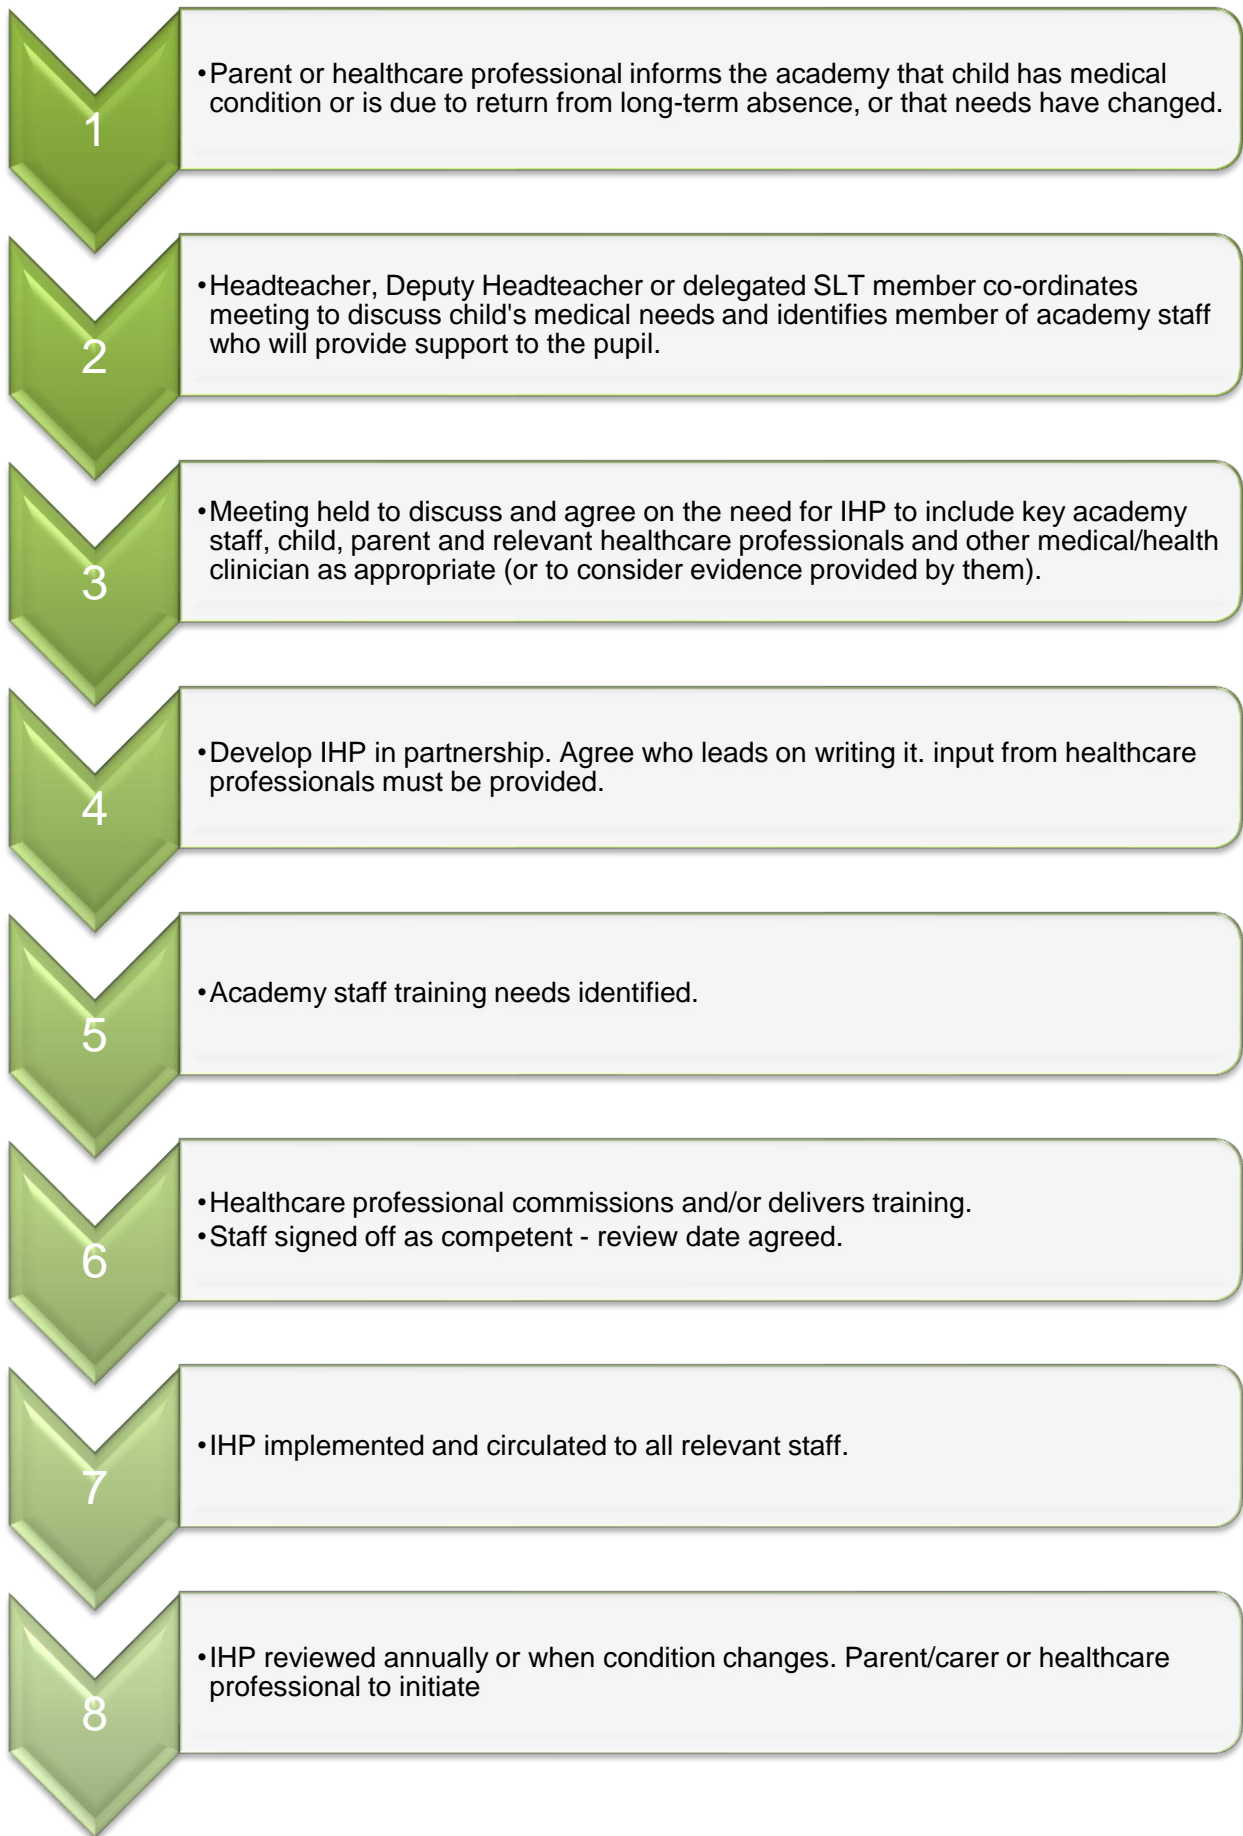 1
•Parent or healthcare professional informs the academy that child has medical
condition or is due to return from long-term absence, or that needs have changed.
2
•Headteacher, Deputy Headteacher or delegated SLT member co-ordinates
meeting to discuss child's medical needs and identifies member of academy staff
who will provide support to the pupil.
3
•Meeting held to discuss and agree on the need for IHP to include key academy
staff, child, parent and relevant healthcare professionals and other medical/health
clinician as appropriate (or to consider evidence provided by them).
4
•Develop IHP in partnership. Agree who leads on writing it. input from healthcare
professionals must be provided.
5
•Academy staff training needs identified.
6
•Healthcare professional commissions and/or delivers training.
•Staff signed off as competent - review date agreed.
7
•IHP implemented and circulated to all relevant staff.
8
•IHP reviewed annually or when condition changes. Parent/carer or healthcare
professional to initiate